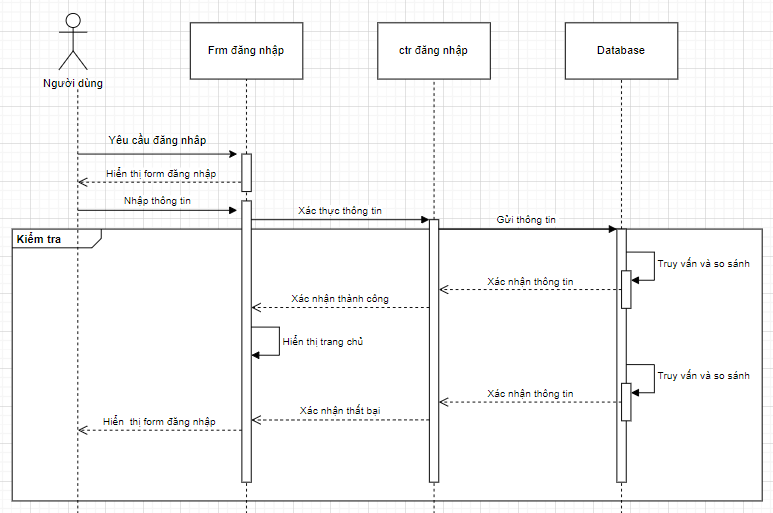 Người dùng
Frm đăng nhập
ctr đăng nhập
Database
Yêu cầu đăng nhâp
Hiển thị form đăng nhâp
Nhập thông tin
Xác thực thông tin
Gửi thông tin
Kiểm tra
Truy vấn và so sánh
Xác nhận thông tin
Xác nhận thành công
Hiển thị trang chủ
Truy vấn và so sánh
Xác nhận thông tin
Xác nhận thất bại
Hiển thị form đăng nhâp